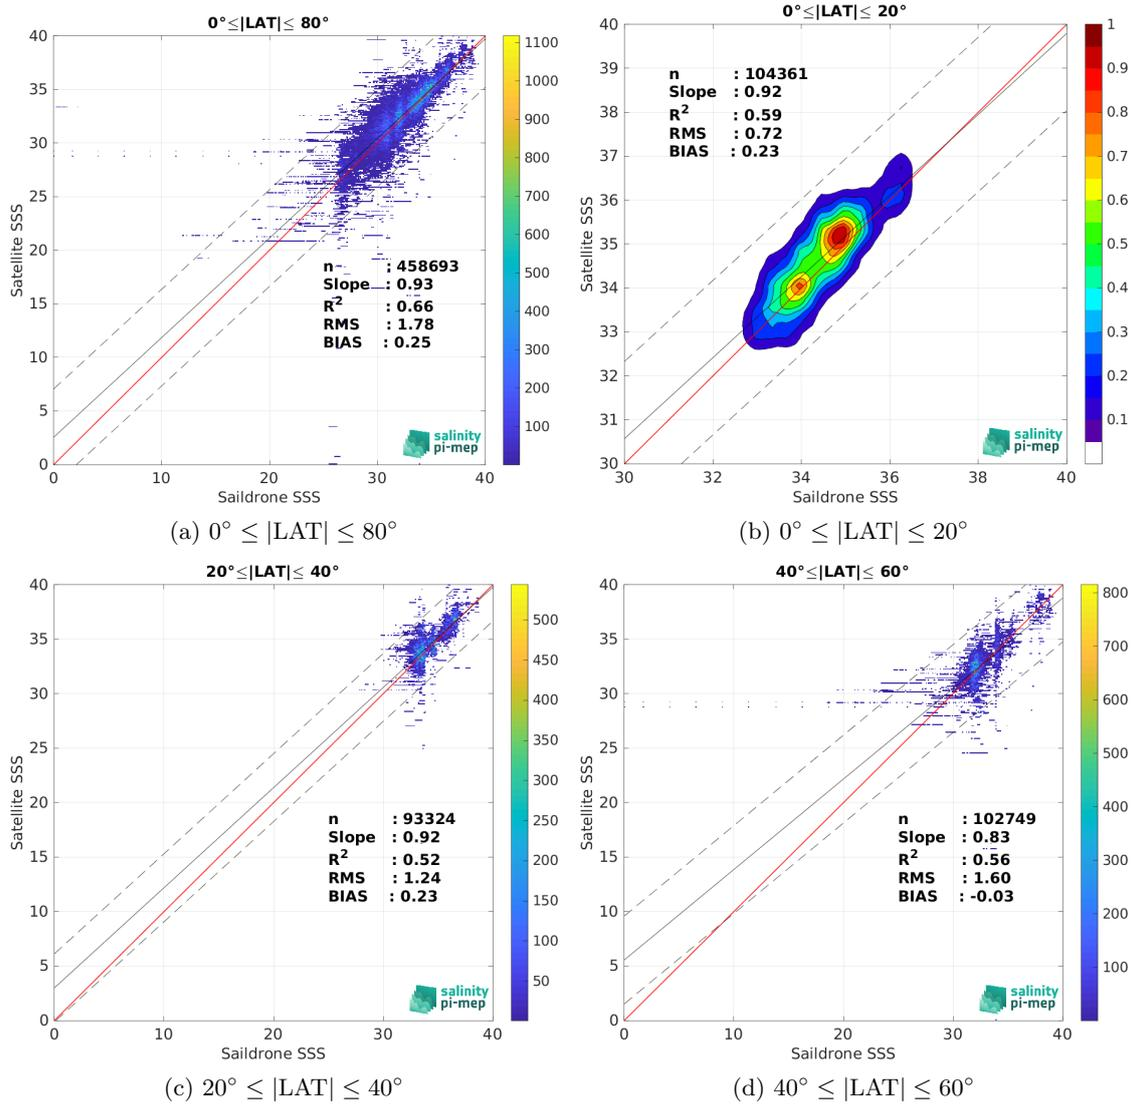 0°≤|LAT|≤ 80°
40
35
30
25
20
15
10
5
0
Satellite SSS
n : 458693
Slope : 0.93
R² : 0.66
RMS : 1.78
BIAS : 0.25
salinity
pi-mep
0 10 20 30 40
Saildrone SSS
1100
1000
900
800
700
600
500
400
300
200
100
(a) 0° ≤ |LAT| ≤ 80°
0°≤|LAT|≤ 20°
40
39
38
37
36
35
34
33
32
31
30
Satellite SSS
n : 104361
Slope : 0.92
R² : 0.59
RMS : 0.72
BIAS : 0.23
salinity
pi-mep
30 32 34 36 38 40
Saildrone SSS
1
0.9
0.8
0.7
0.6
0.5
0.4
0.3
0.2
0.1
(b) 0° ≤ |LAT| ≤ 20°
20°≤|LAT|≤ 40°
40
35
30
25
20
15
10
5
0
Satellite SSS
n : 93324
Slope : 0.92
R² : 0.52
RMS : 1.24
BIAS : 0.23
salinity
pi-mep
0 10 20 30 40
Saildrone SSS
500
450
400
350
300
250
200
150
100
50
(c) 20° ≤ |LAT| ≤ 40°
40°≤|LAT|≤ 60°
40
35
30
25
20
15
10
5
0
Satellite SSS
n : 102749
Slope : 0.83
R² : 0.56
RMS : 1.60
BIAS : -0.03
salinity
pi-mep
0 10 20 30 40
Saildrone SSS
800
700
600
500
400
300
200
100
(d) 40° ≤ |LAT| ≤ 60°